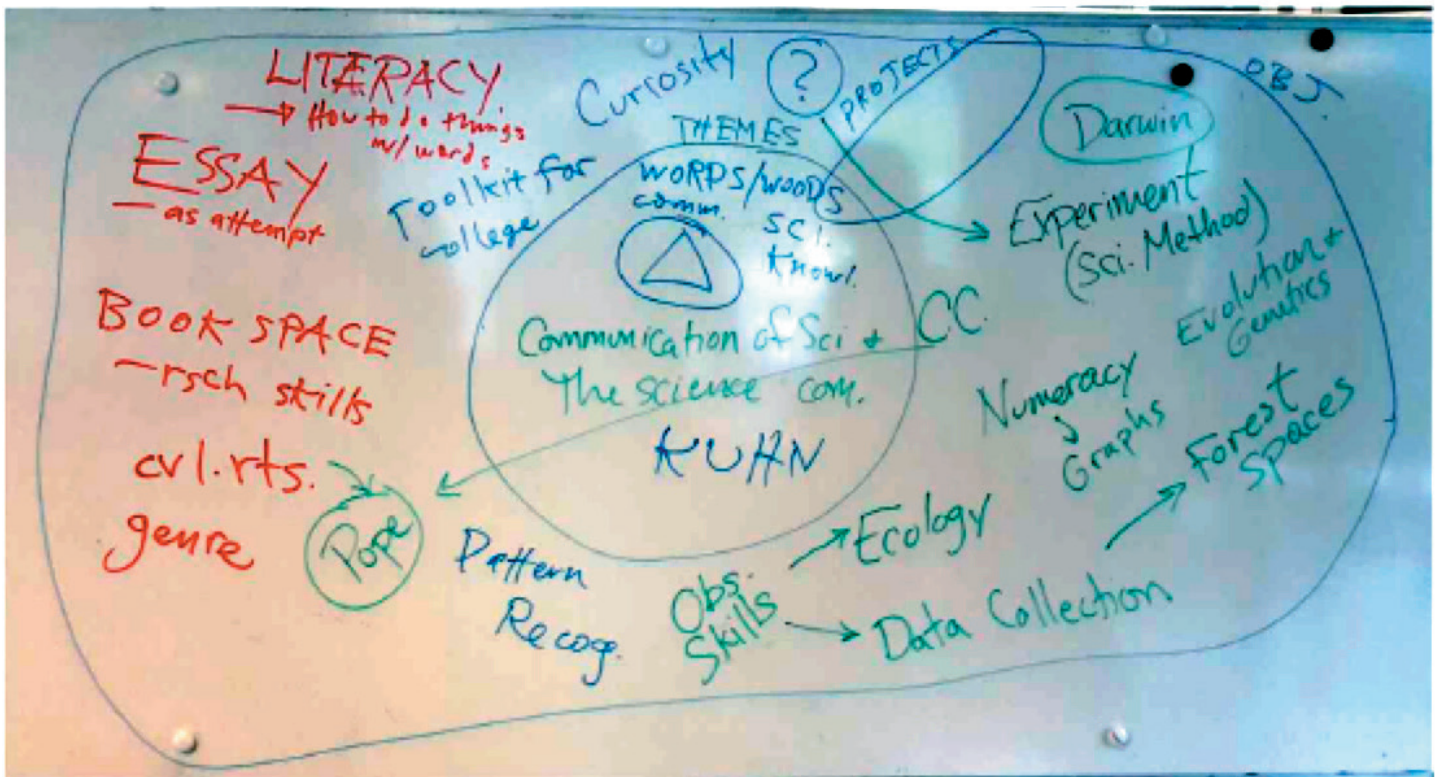 LITERACY.
→ How to do things
w/ words
ESSAY
— as attempt
BOOK SPACE
— rsch skills
cvl. rts.
genre
Pope
Curiosity
Toolkit for
college
?
PROJECTS
OBJ.
THEMES
WORDS/WOODS
comm.
sci.
knowl.
Communication of Sci +
The science com.
KUHN
C.C.
Darwin
Experiment
(Sci. Method)
Evolution +
Genetics
Numeracy
Graphs
Forest
Spaces
Ecology
Obs.
Skills
Data Collection
Pattern
Recog.